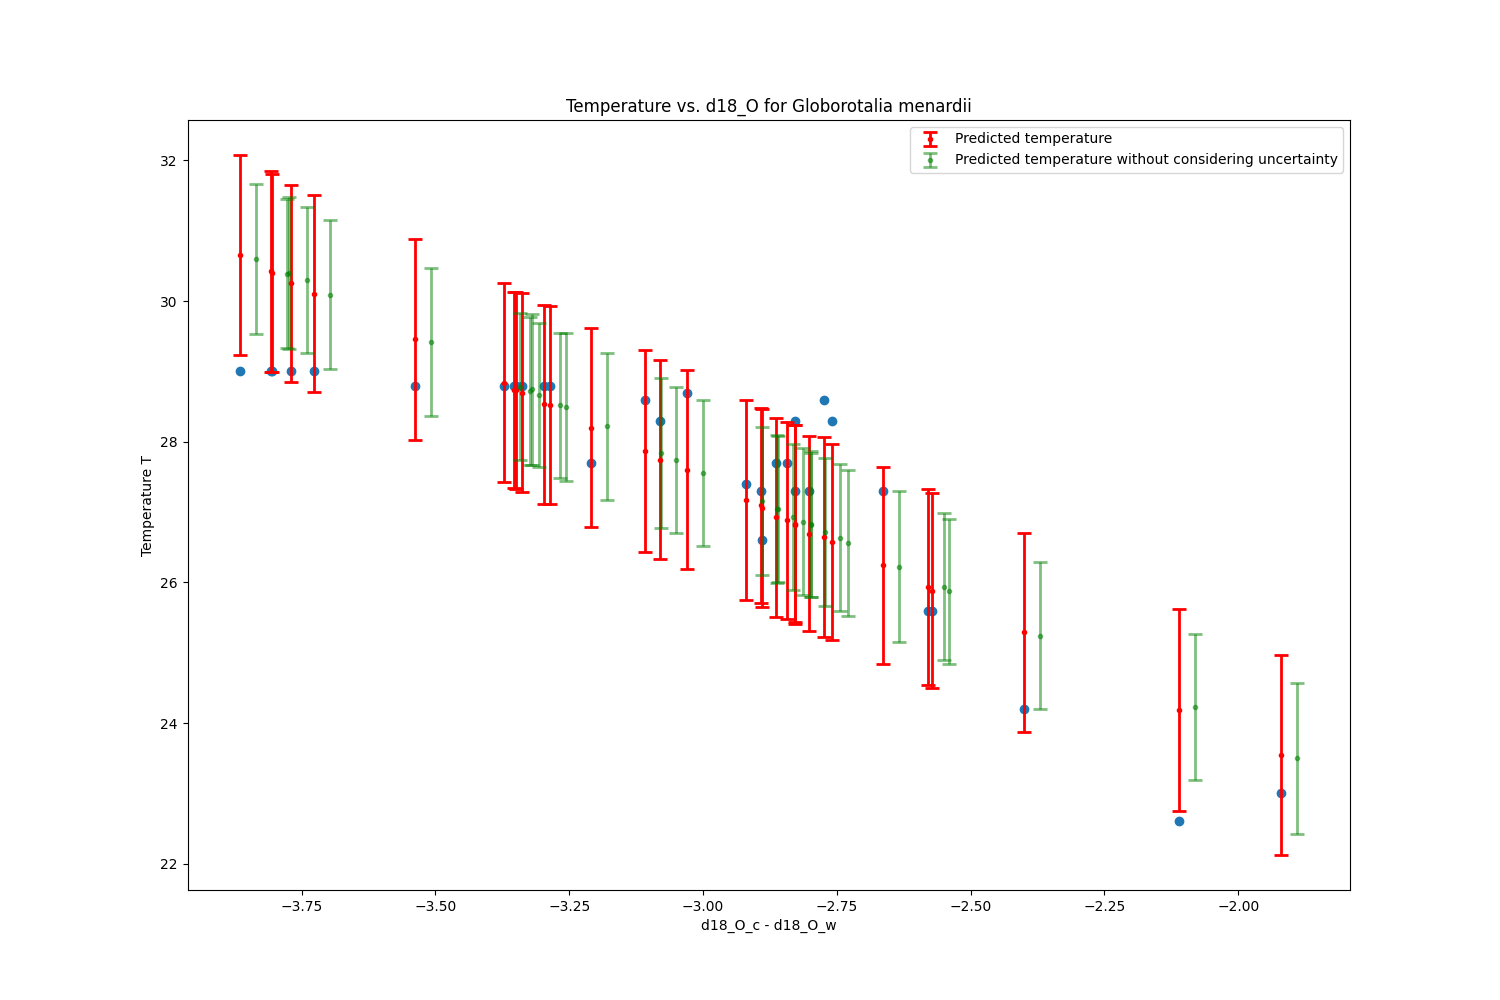 Temperature vs. d18_O for Globorotalia menardii
Predicted temperature
Predicted temperature without considering uncertainty
Temperature T
32
30
28
26
24
22
−3.75 −3.50 −3.25 −3.00 −2.75 −2.50 −2.25 −2.00
d18_O_c - d18_O_w